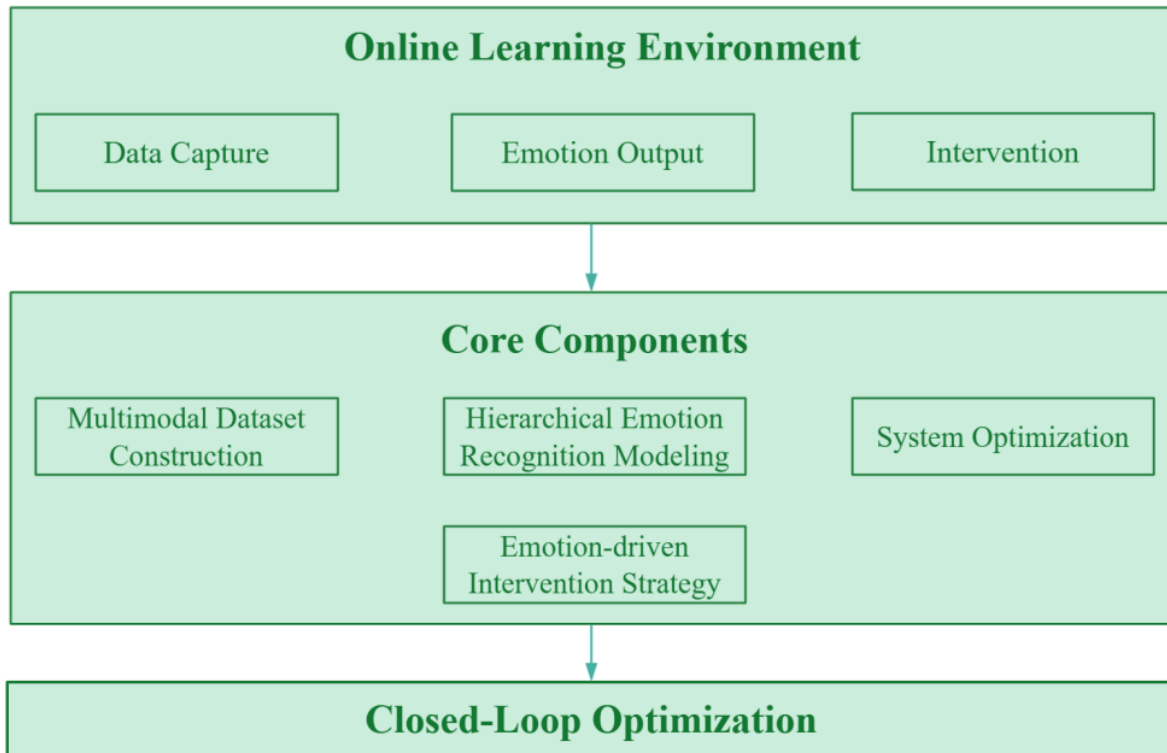 Online Learning Environment
Data Capture
Emotion Output
Intervention
Core Components
Multimodal Dataset
Construction
Hierarchical Emotion
Recognition Modeling
System Optimization
Emotion-driven
Intervention Strategy
Closed-Loop Optimization